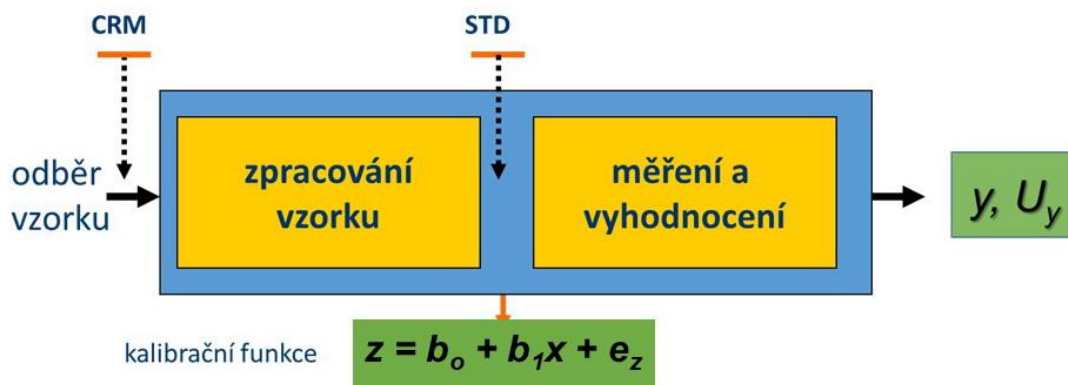 CRM
STD
odběr
vzorku
zpracování
vzorku
měření a
vyhodnocení
y, Uy
kalibrační funkce
z = bo + b1x + ez